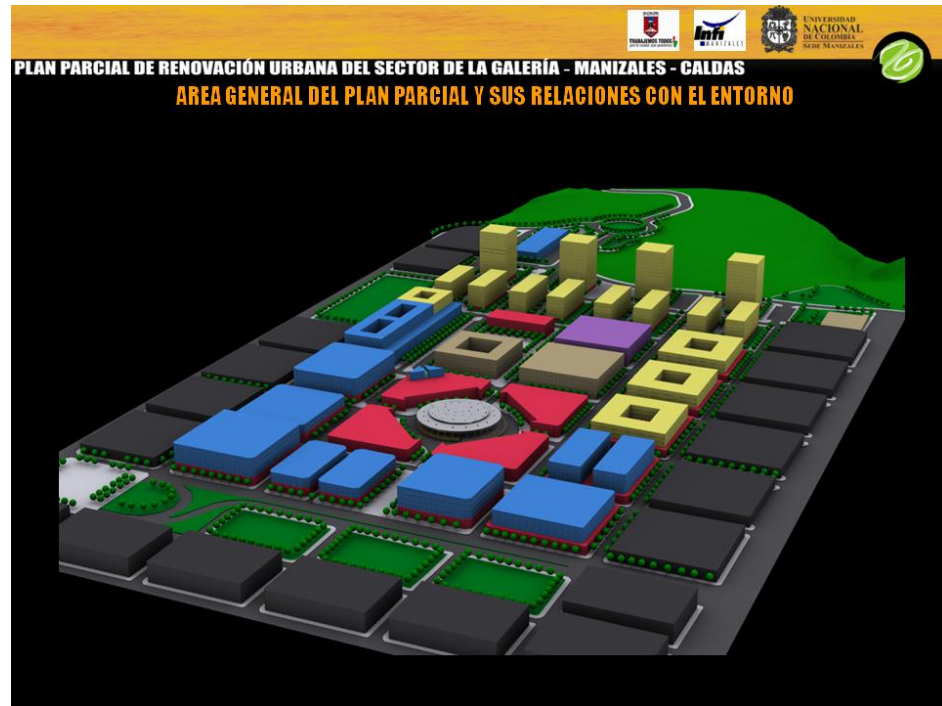 TRABAJEMOS TODOS
Infi
MANIZALES
UNIVERSIDAD
NACIONAL
DE COLOMBIA
SEDE MANIZALES
PLAN PARCIAL DE RENOVACIÓN URBANA DEL SECTOR DE LA GALERÍA - MANIZALES - CALDAS
AREA GENERAL DEL PLAN PARCIAL Y SUS RELACIONES CON EL ENTORNO